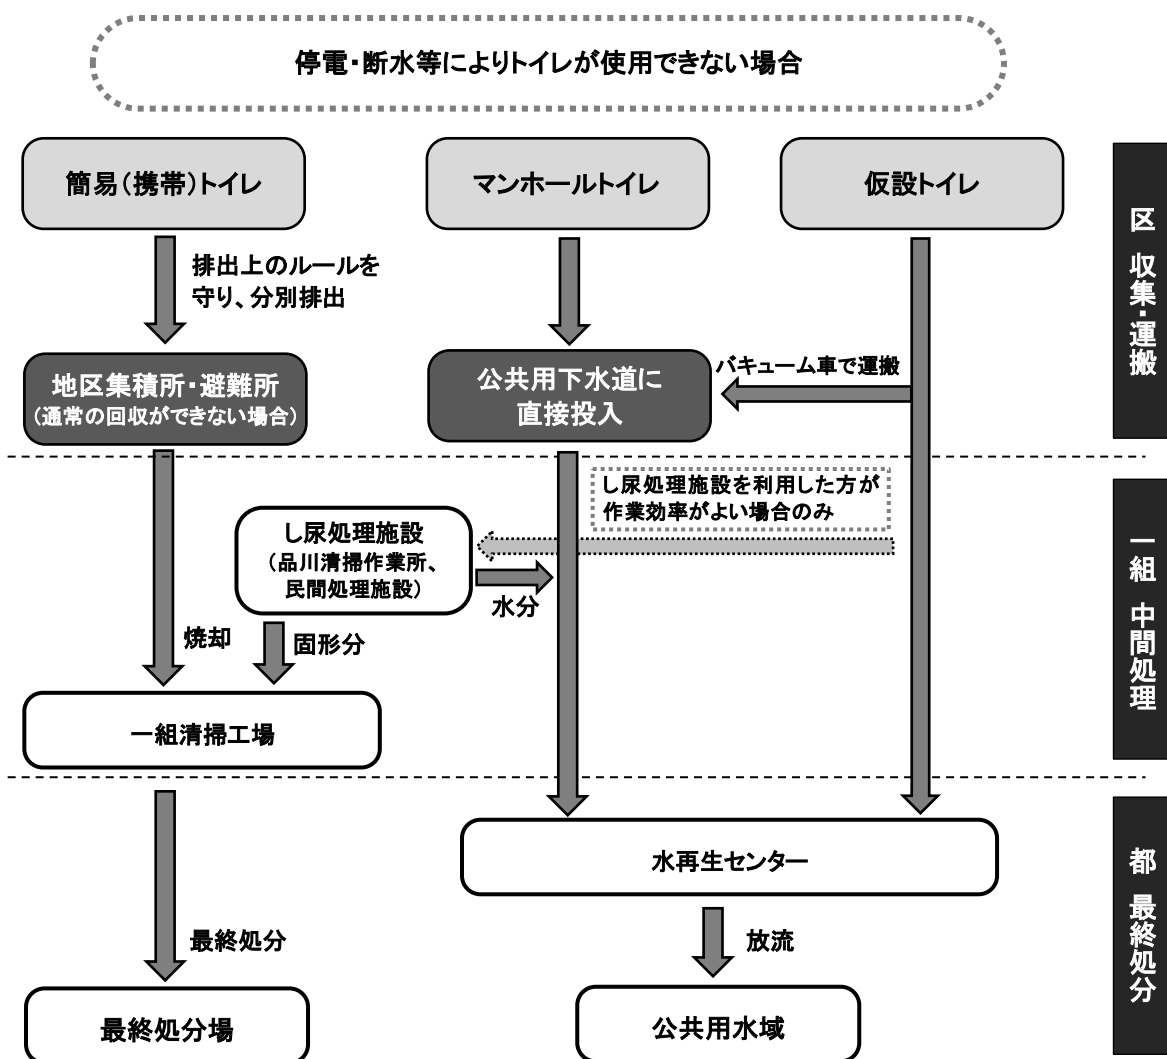 停電・断水等によりトイレが使用できない場合
簡易(携帯)トイレ
マンホールトイレ
仮設トイレ
排出上のルールを
守り、分別排出
地区集積所・避難所
(通常の回収ができない場合)
公共用下水道に
直接投入
バキューム車で運搬
区 収集・運搬
し尿処理施設を利用した方が
作業効率がよい場合のみ
し尿処理施設
(品川清掃作業所、
民間処理施設)
水分
焼却
固形分
一組清掃工場
一組 中間処理
水再生センター
最終処分
放流
最終処分場
公共用水域
都 最終処分